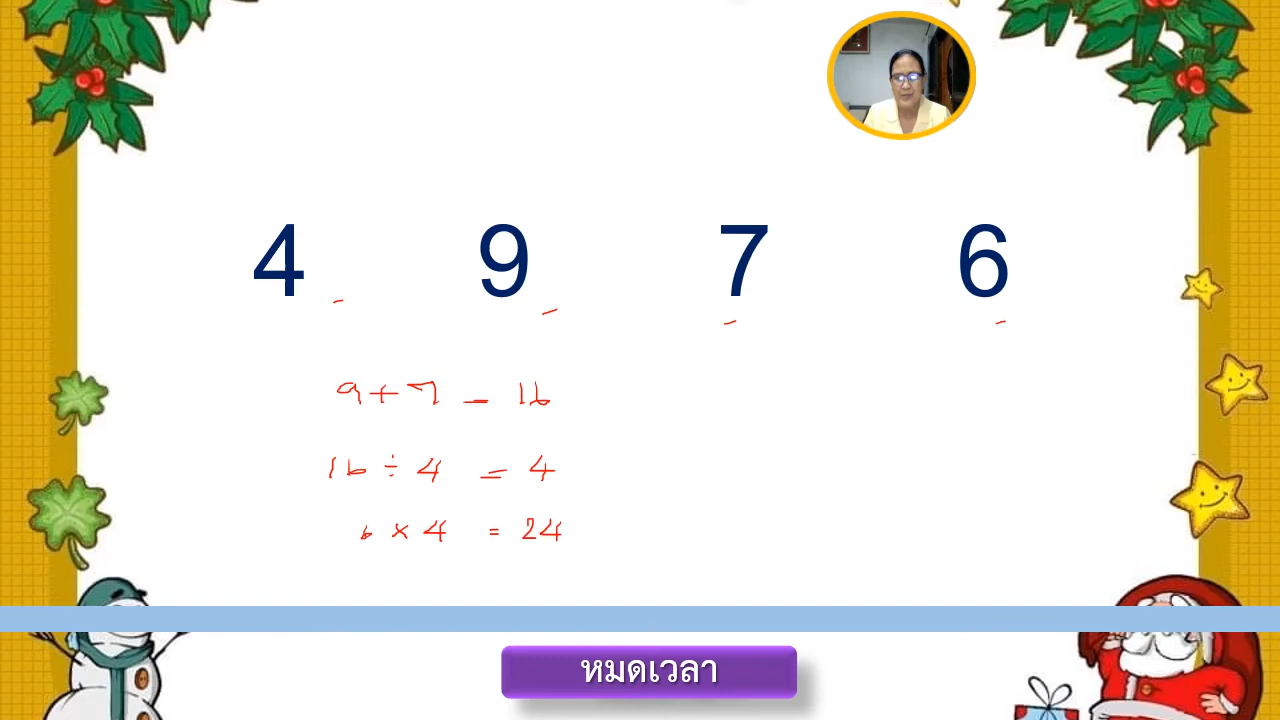 4 9 7 6
9 + 7 = 16
16 ÷ 4 = 4
6 × 4 = 24
หมดเวลา